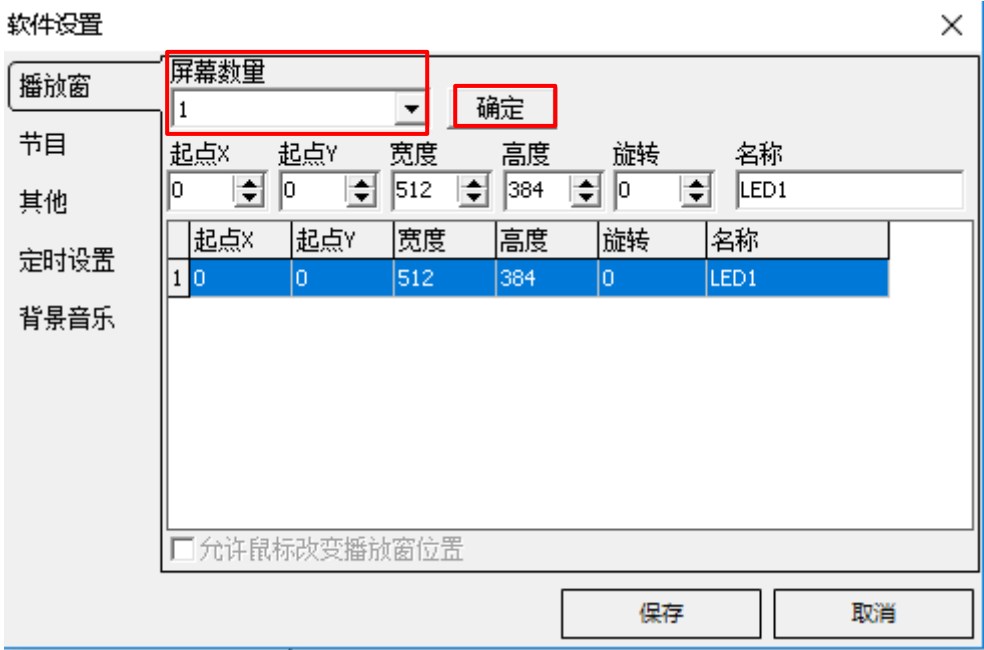 软件设置
播放窗
节目
其他
定时设置
背景音乐
屏幕数量
1
确定
起点X 起点Y 宽度 高度 旋转 名称
0 0 512 384 0 LED1
起点X 起点Y 宽度 高度 旋转 名称
1 0 0 512 384 0 LED1
允许鼠标改变播放窗位置
保存 取消